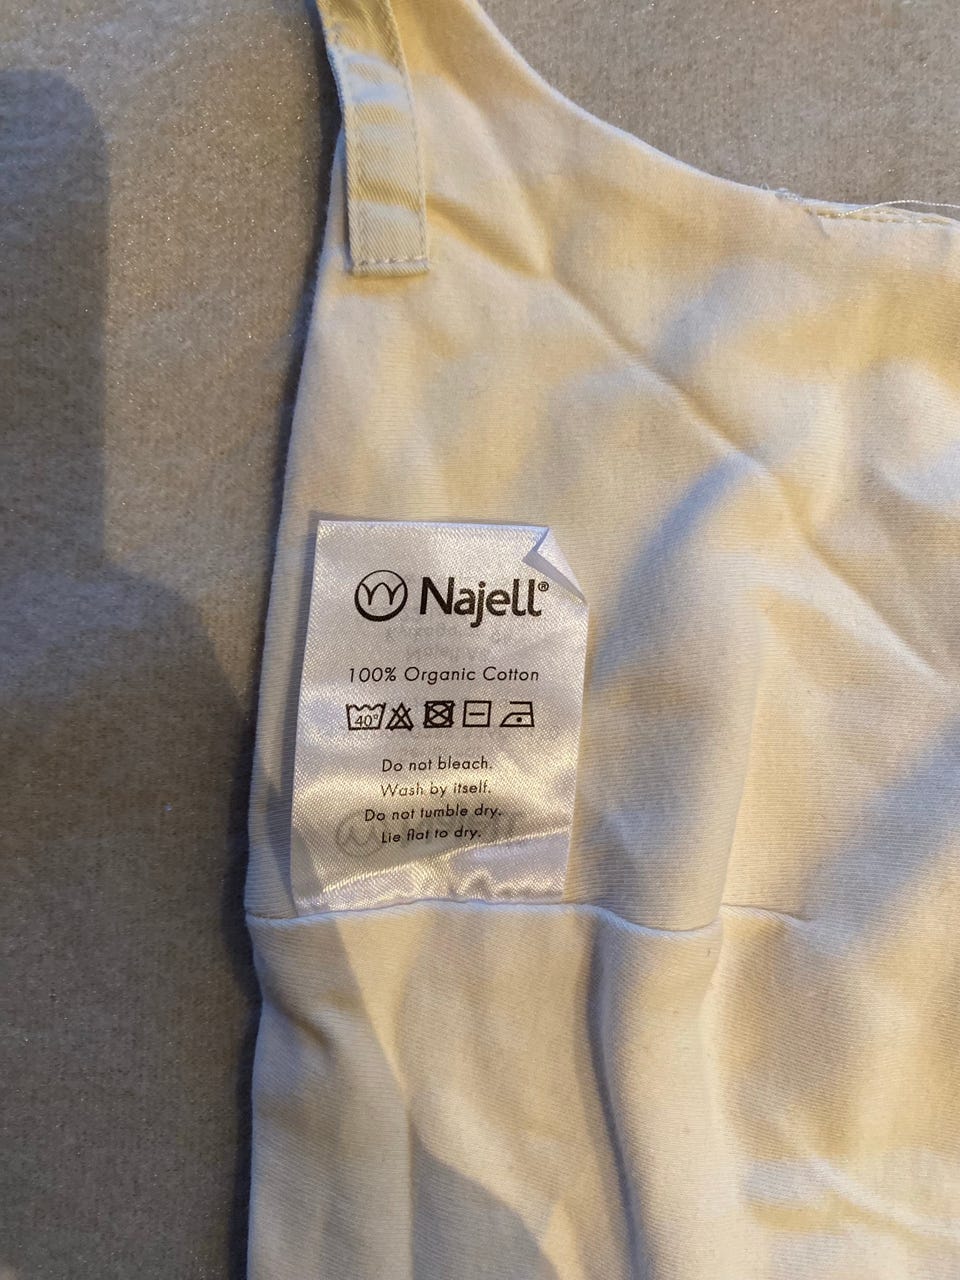 Najell®
100% Organic Cotton
40°
Do not bleach.
Wash by itself.
Do not tumble dry.
Lie flat to dry.